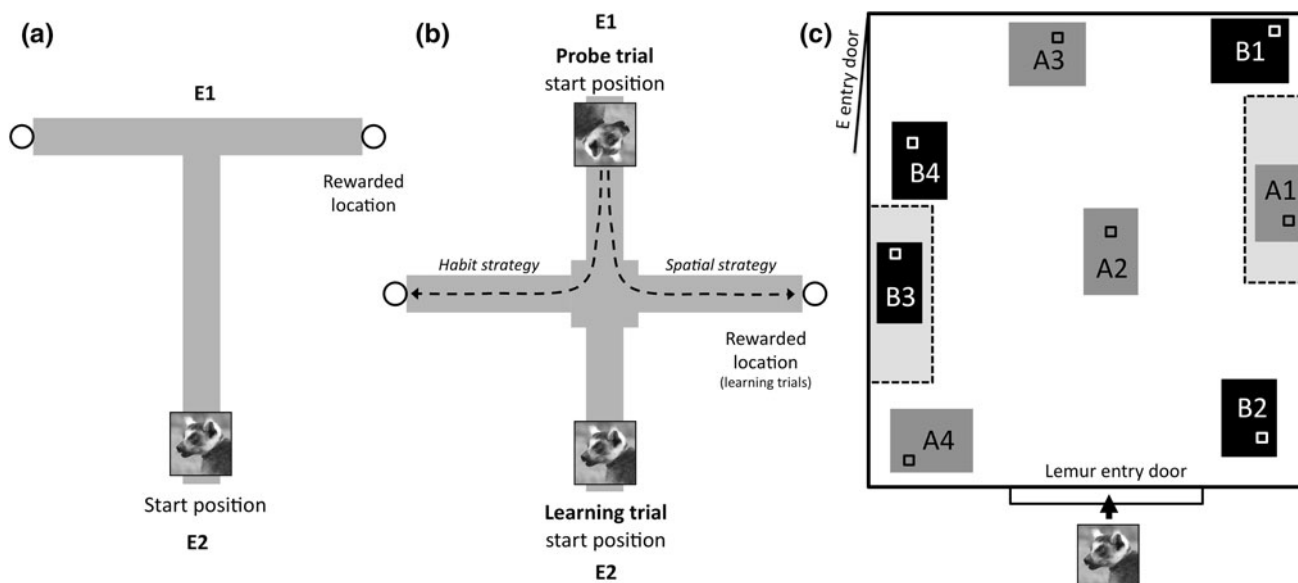 (a)
E1
Rewarded
location
Start position
E2
(b)
E1
Probe trial
start position
Habit strategy
Spatial strategy
Rewarded
location
(learning trials)
Learning trial
start position
E2
(c)
E entry door
A3
B1
B4
A1
A2
B3
B2
A4
Lemur entry door